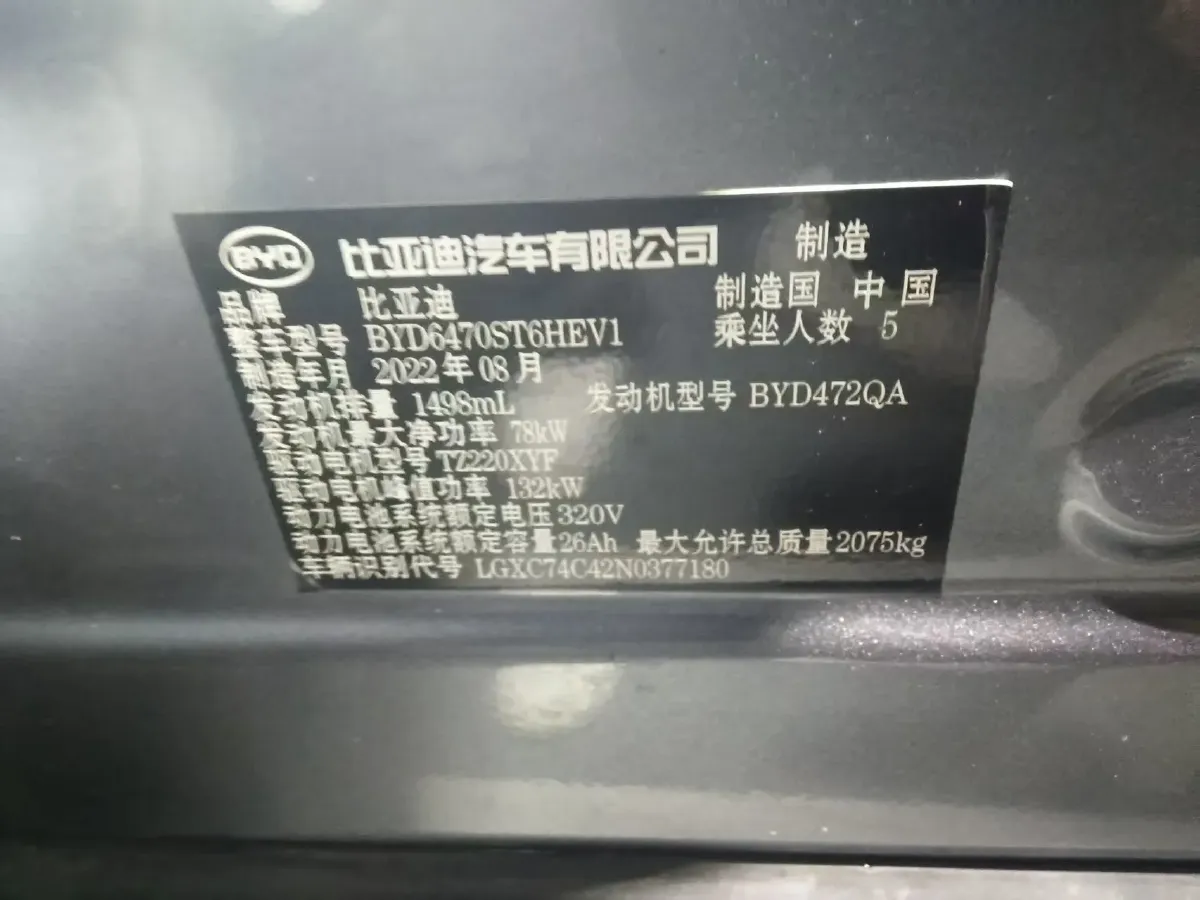 BYD 比亚迪汽车有限公司 制造
品牌 比亚迪 制造国 中国
整车型号 BYD6470ST6HEV1 乘坐人数 5
制造年月 2022年08月
发动机排量 1498mL 发动机型号 BYD472QA
发动机最大净功率 78kW
驱动电机型号 TZ220XYF
驱动电机峰值功率 132kW
动力电池系统额定电压 320V
动力电池系统额定容量 26Ah 最大允许总质量 2075kg
车辆识别代号 LGXC74C42N0377180